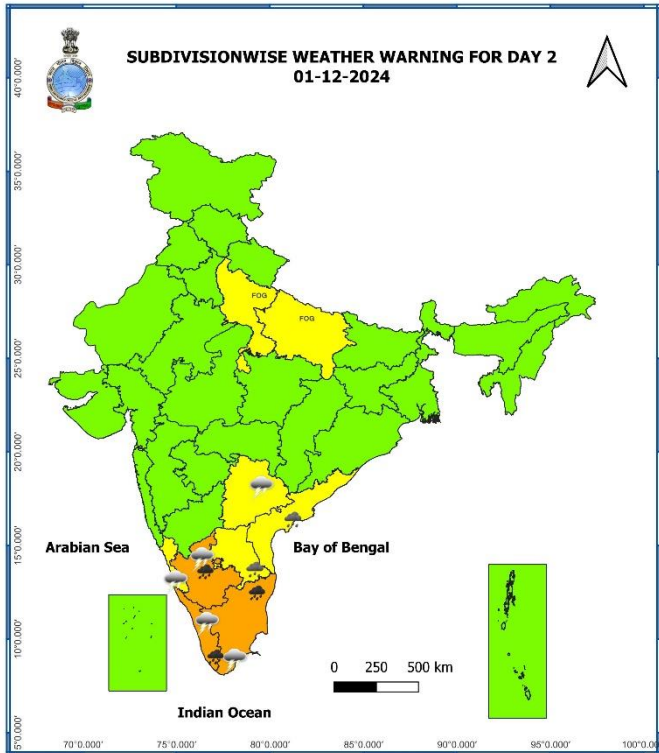 SUBDIVISIONWISE WEATHER WARNING FOR DAY 2
01-12-2024
40°0.000'
35°0.000'
30°0.000'
25°0.000'
20°0.000'
15°0.000'
10°0.000'
5°0.000'
FOG
FOG
Arabian Sea
Bay of Bengal
0 250 500 km
Indian Ocean
70°0.000' 75°0.000' 80°0.000' 85°0.000' 90°0.000' 95°0.000' 100°0.000'